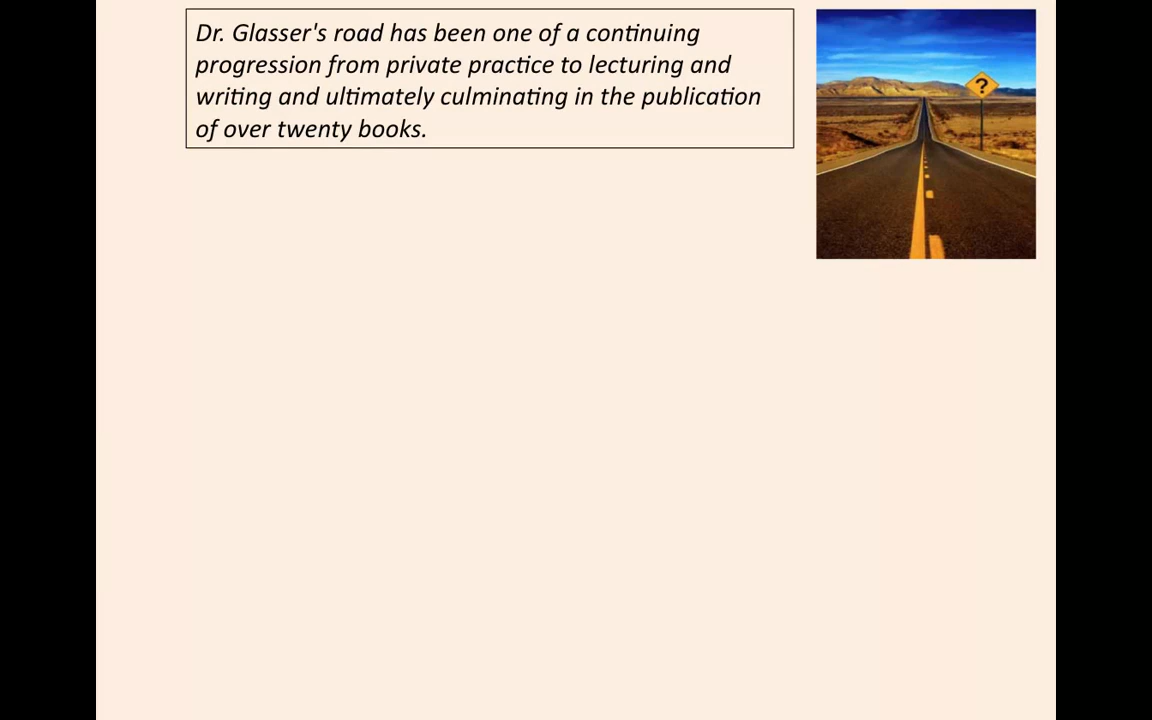 Dr. Glasser's road has been one of a continuing
progression from private practice to lecturing and
writing and ultimately culminating in the publication
of over twenty books.
?